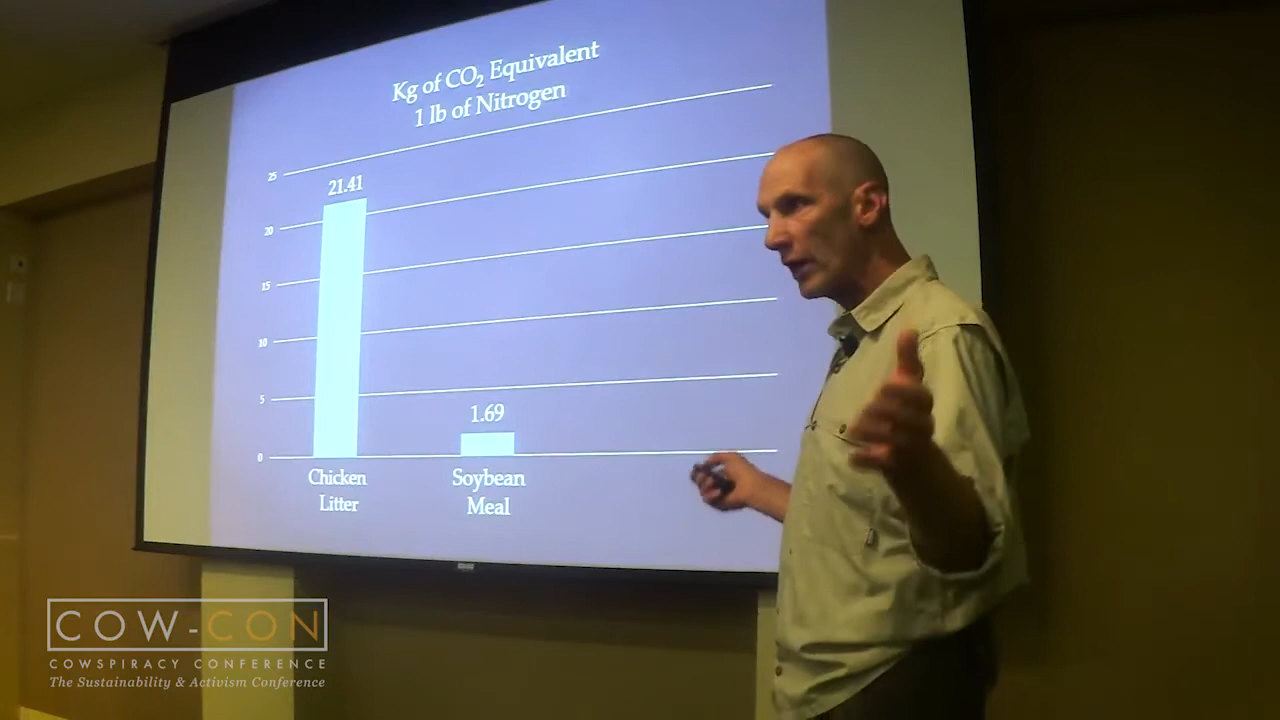 Kg of CO₂ Equivalent
1 lb of Nitrogen
25
21.41
20
15
10
5
1.69
0
Chicken
Litter
Soybean
Meal
COW-CON
COWSPIRACY CONFERENCE
The Sustainability & Activism Conference